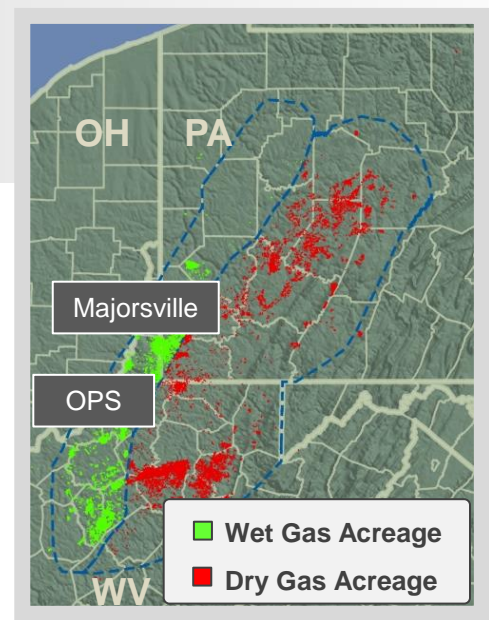 OH PA
Majorsville
OPS
Wet Gas Acreage
Dry Gas Acreage
WV